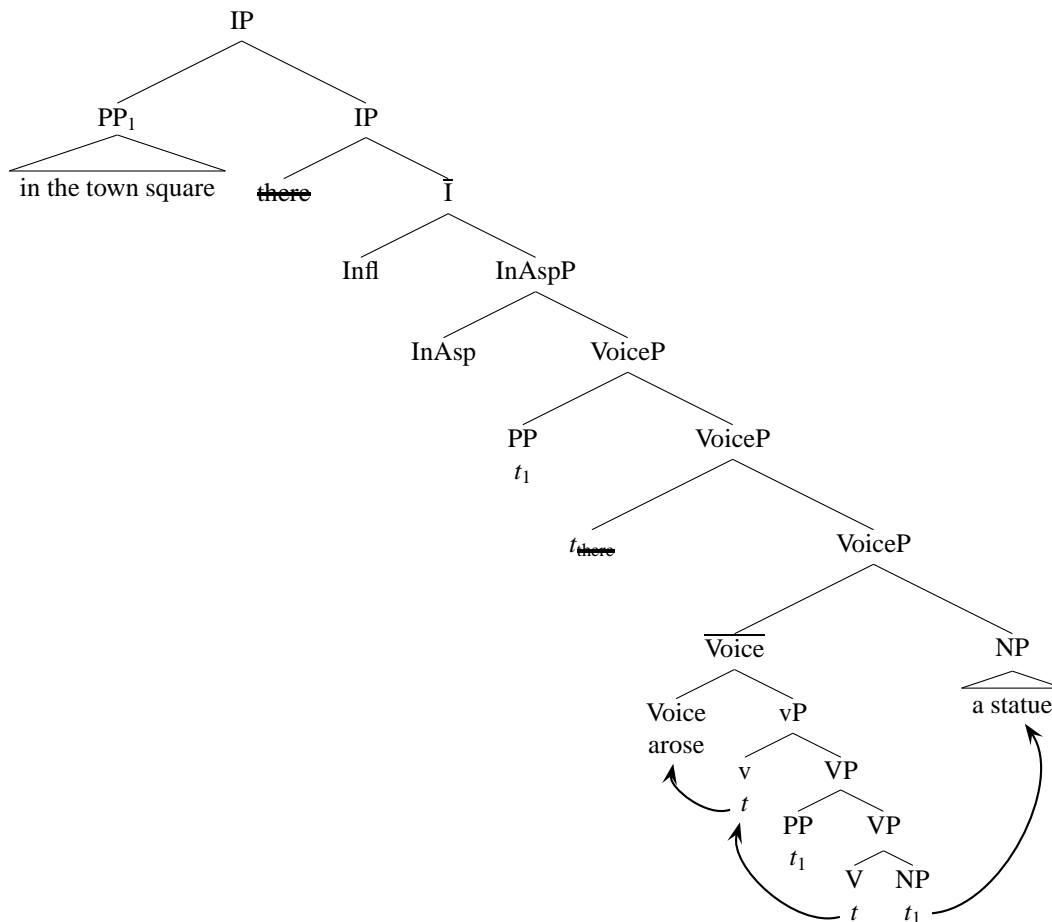 IP
PP₁ IP
in the town square there Ī
Infl InAspP
InAsp VoiceP
PP VoiceP
t₁
t there VoiceP
Voice NP
Voice vP a statue
arose
v VP
t PP VP
t₁ V NP
t t₁